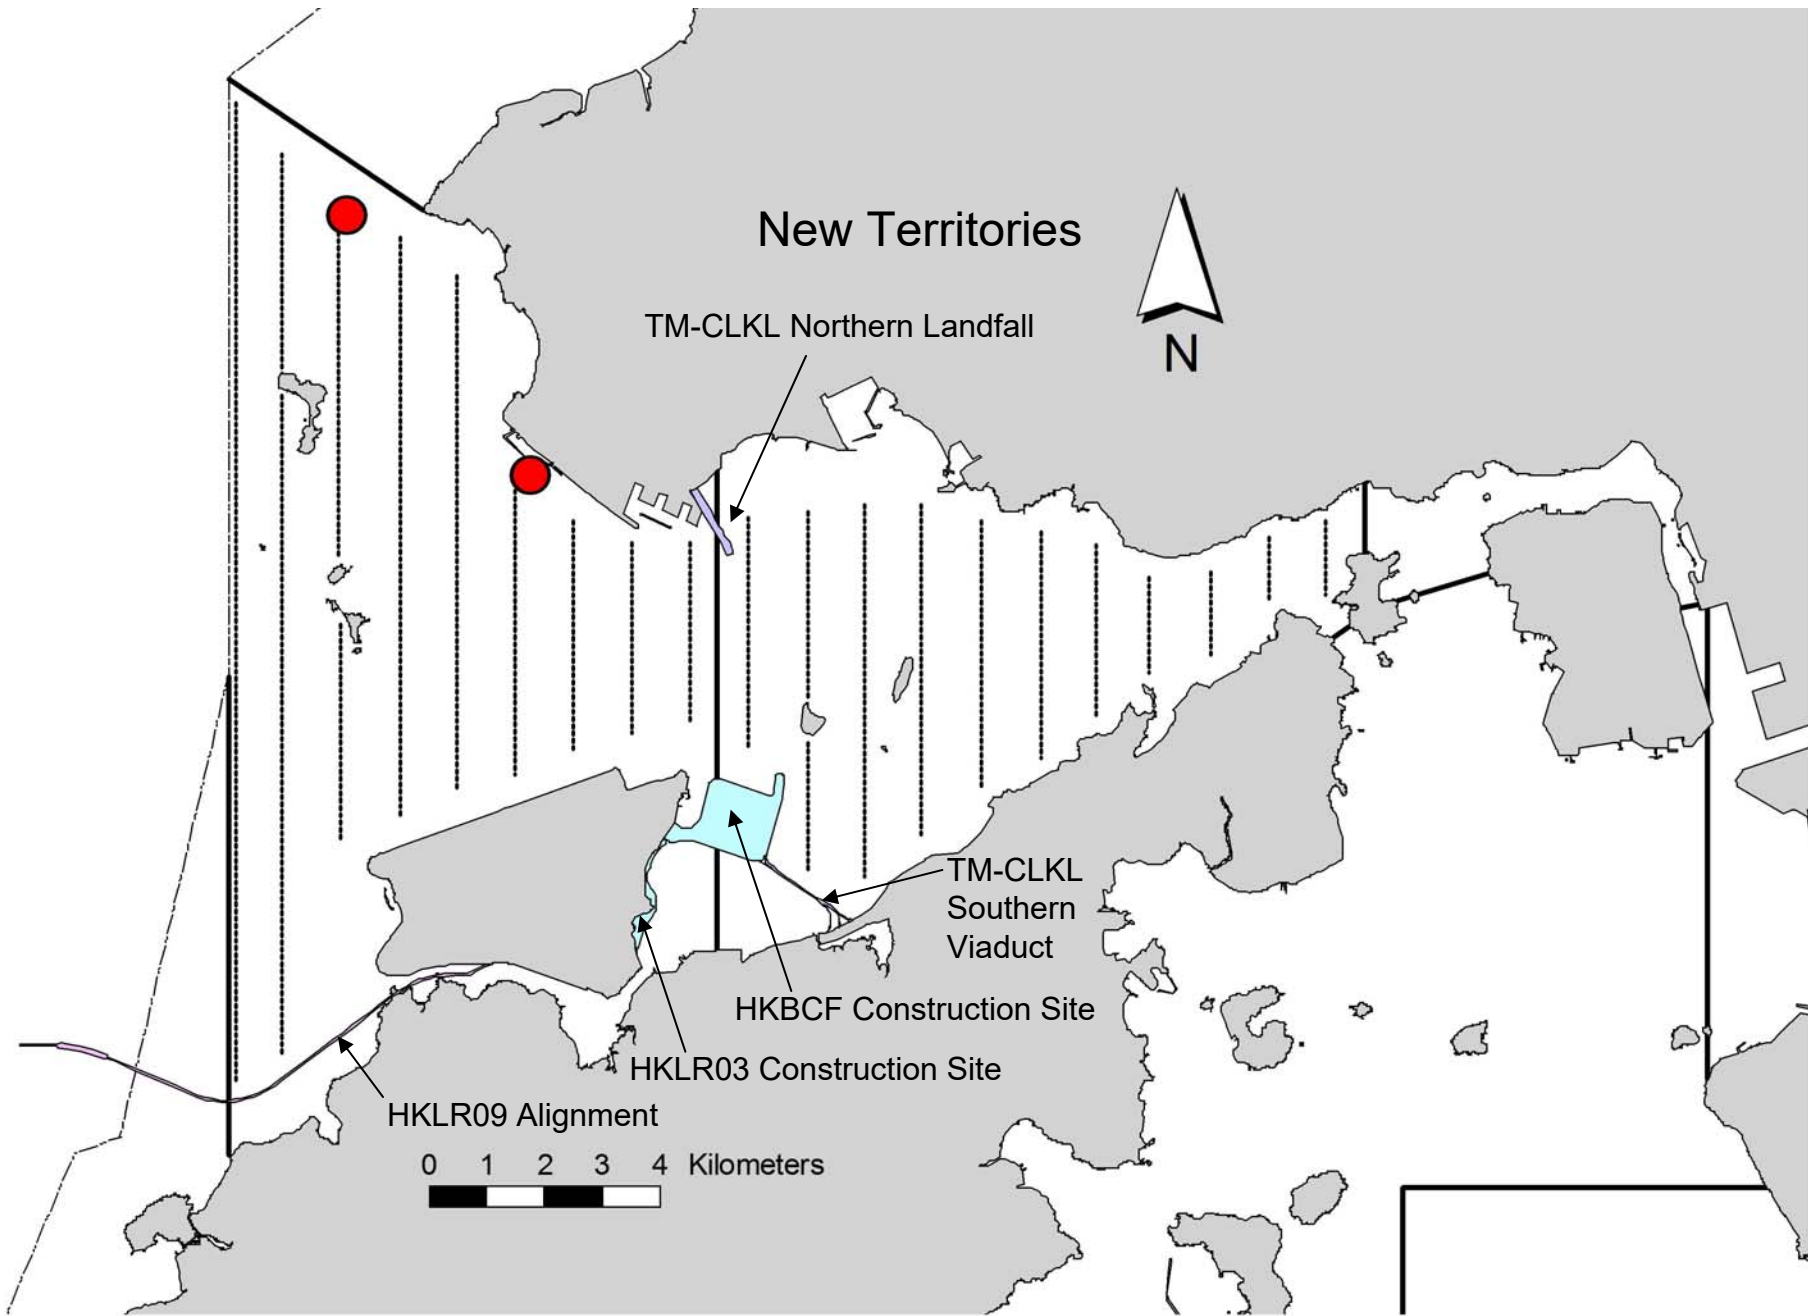 New Territories
TM-CLKL Northern Landfall
N
TM-CLKL
Southern
Viaduct
HKBCF Construction Site
HKLR03 Construction Site
HKLR09 Alignment
0 1 2 3 4 Kilometers